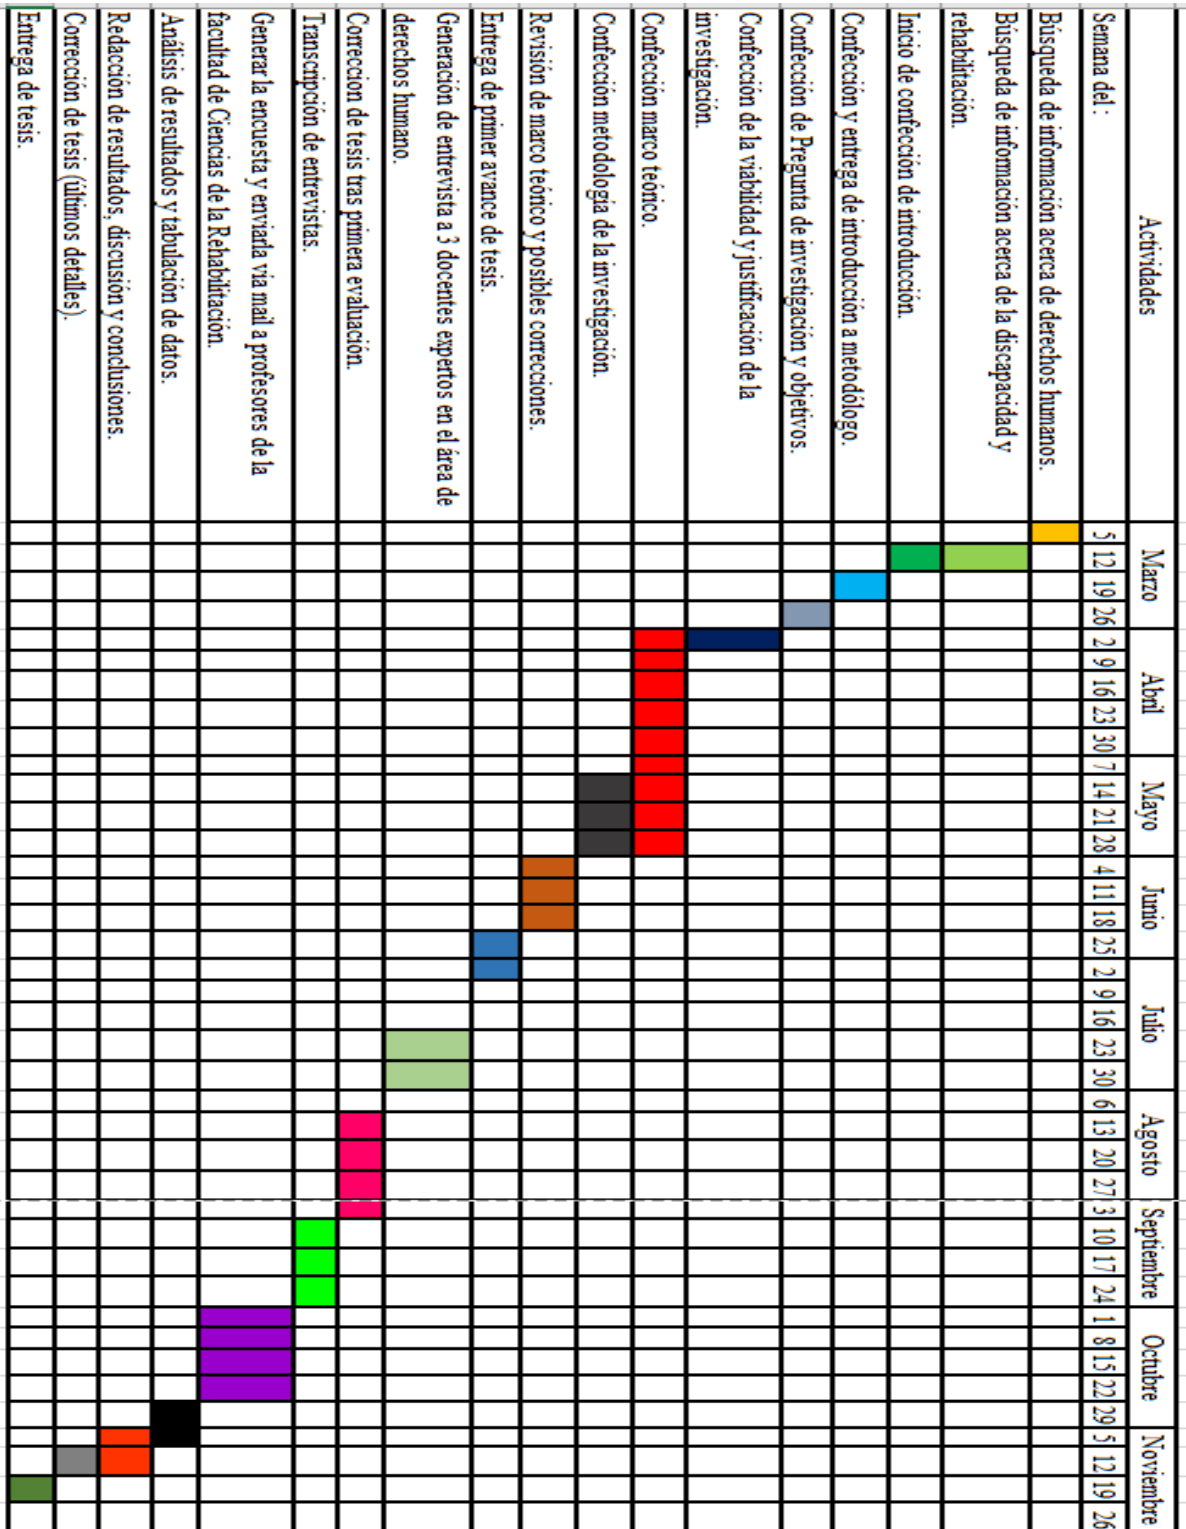 Actividades
Marzo
Abril
Mayo
Junio
Julio
Agosto
Septiembre
Octubre
Noviembre
Semana del :
5 12 19 26 2 9 16 23 30 7 14 21 28 4 11 18 25 2 9 16 23 30 6 13 20 27 3 10 17 24 1 8 15 22 29 5 12 19 26
Búsqueda de información acerca de derechos humanos.
Búsqueda de información acerca de la discapacidad y
rehabilitación.
Inicio de confección de introducción.
Confección y entrega de introducción a metodólogo.
Confección de Pregunta de investigación y objetivos.
Confección de la viabilidad y justificación de la
investigación.
Confección marco teórico.
Confección metodología de la investigación.
Revisión de marco teórico y posibles correcciones.
Entrega de primer avance de tesis.
Generación de entrevista a 3 docentes expertos en el área de
derechos humano.
Correccion de tesis tras primera evaluación.
Transcripción de entrevistas.
Generar la encuesta y enviarla via mail a profesores de la
facultad de Ciencias de la Rehabilitación.
Análisis de resultados y tabulación de datos.
Redacción de resultados, discusión y conclusiones.
Corrección de tesis (últimos detalles).
Entrega de tesis.